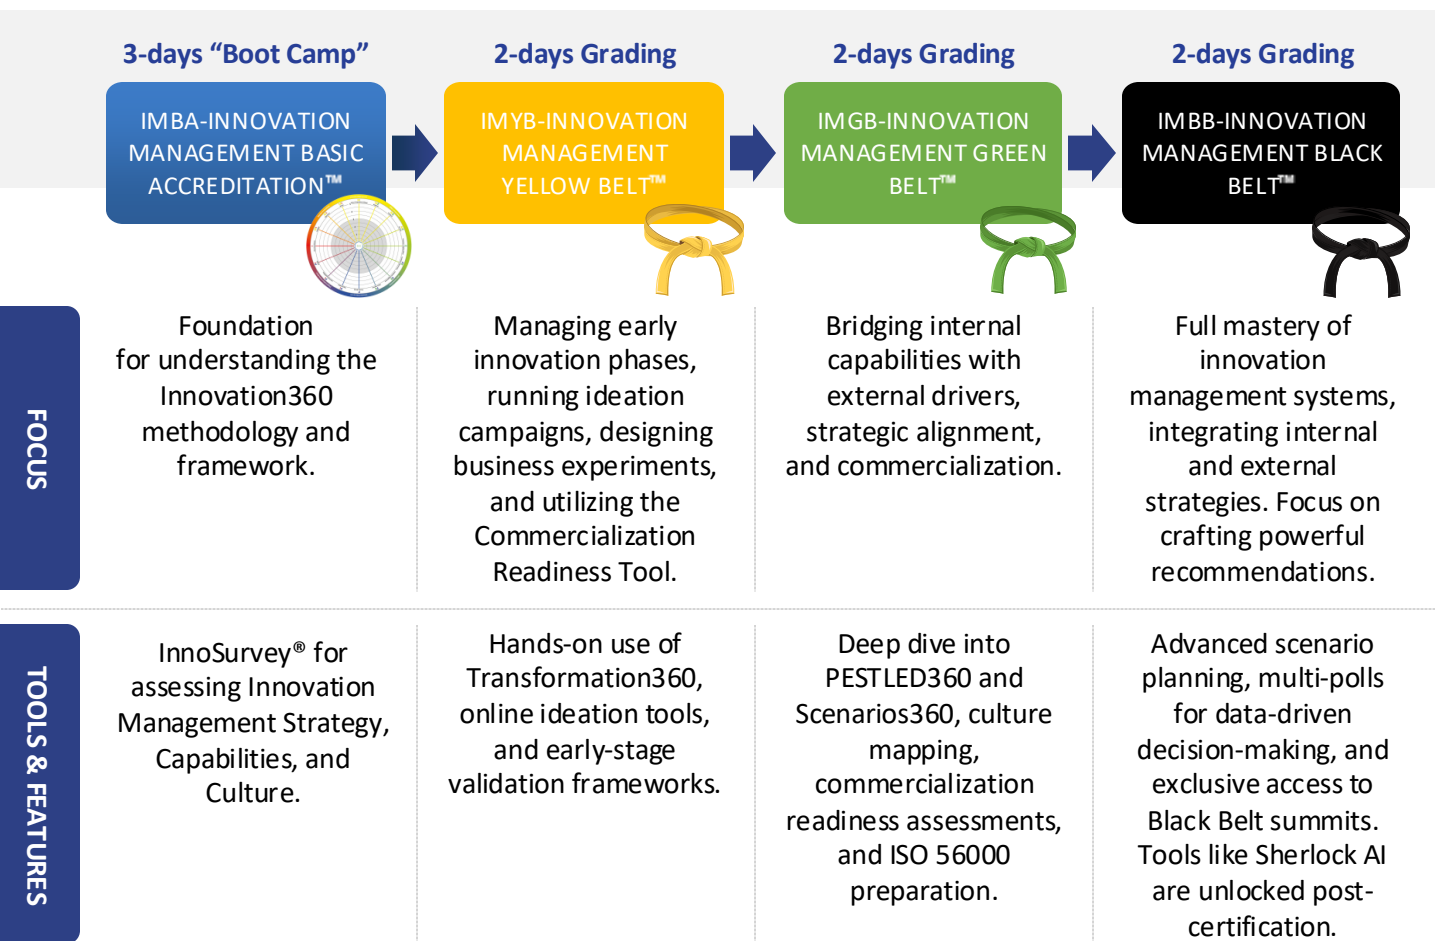 3-days “Boot Camp”
2-days Grading
2-days Grading
2-days Grading
IMBA-INNOVATION
MANAGEMENT BASIC
ACCREDITATION™
IMYB-INNOVATION
MANAGEMENT
YELLOW BELT™
IMGB-INNOVATION
MANAGEMENT GREEN
BELT™
IMBB-INNOVATION
MANAGEMENT BLACK
BELT™
FOCUS
Foundation
for understanding the
Innovation360
methodology and
framework.
Managing early
innovation phases,
running ideation
campaigns, designing
business experiments,
and utilizing the
Commercialization
Readiness Tool.
Bridging internal
capabilities with
external drivers,
strategic alignment,
and commercialization.
Full mastery of
innovation
management systems,
integrating internal
and external
strategies. Focus on
crafting powerful
recommendations.
TOOLS & FEATURES
InnoSurvey® for
assessing Innovation
Management Strategy,
Capabilities, and
Culture.
Hands-on use of
Transformation360,
online ideation tools,
and early-stage
validation frameworks.
Deep dive into
PESTLED360 and
Scenarios360, culture
mapping,
commercialization
readiness assessments,
and ISO 56000
preparation.
Advanced scenario
planning, multi-polls
for data-driven
decision-making, and
exclusive access to
Black Belt summits.
Tools like Sherlock AI
are unlocked post-
certification.